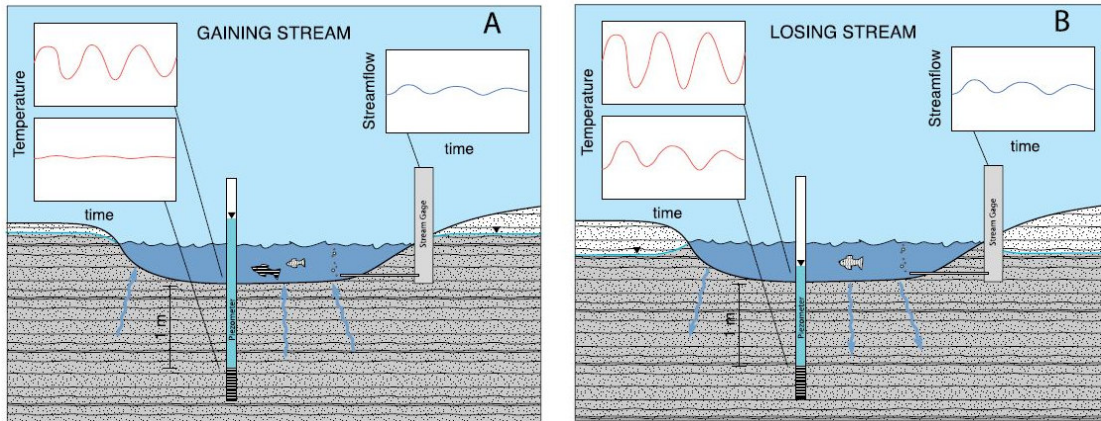 GAINING STREAM
A
Temperature
time
Streamflow
time
Stream Gage
Piezometer
1 m
LOSING STREAM
B
Temperature
time
Streamflow
time
Stream Gage
Piezometer
1 m